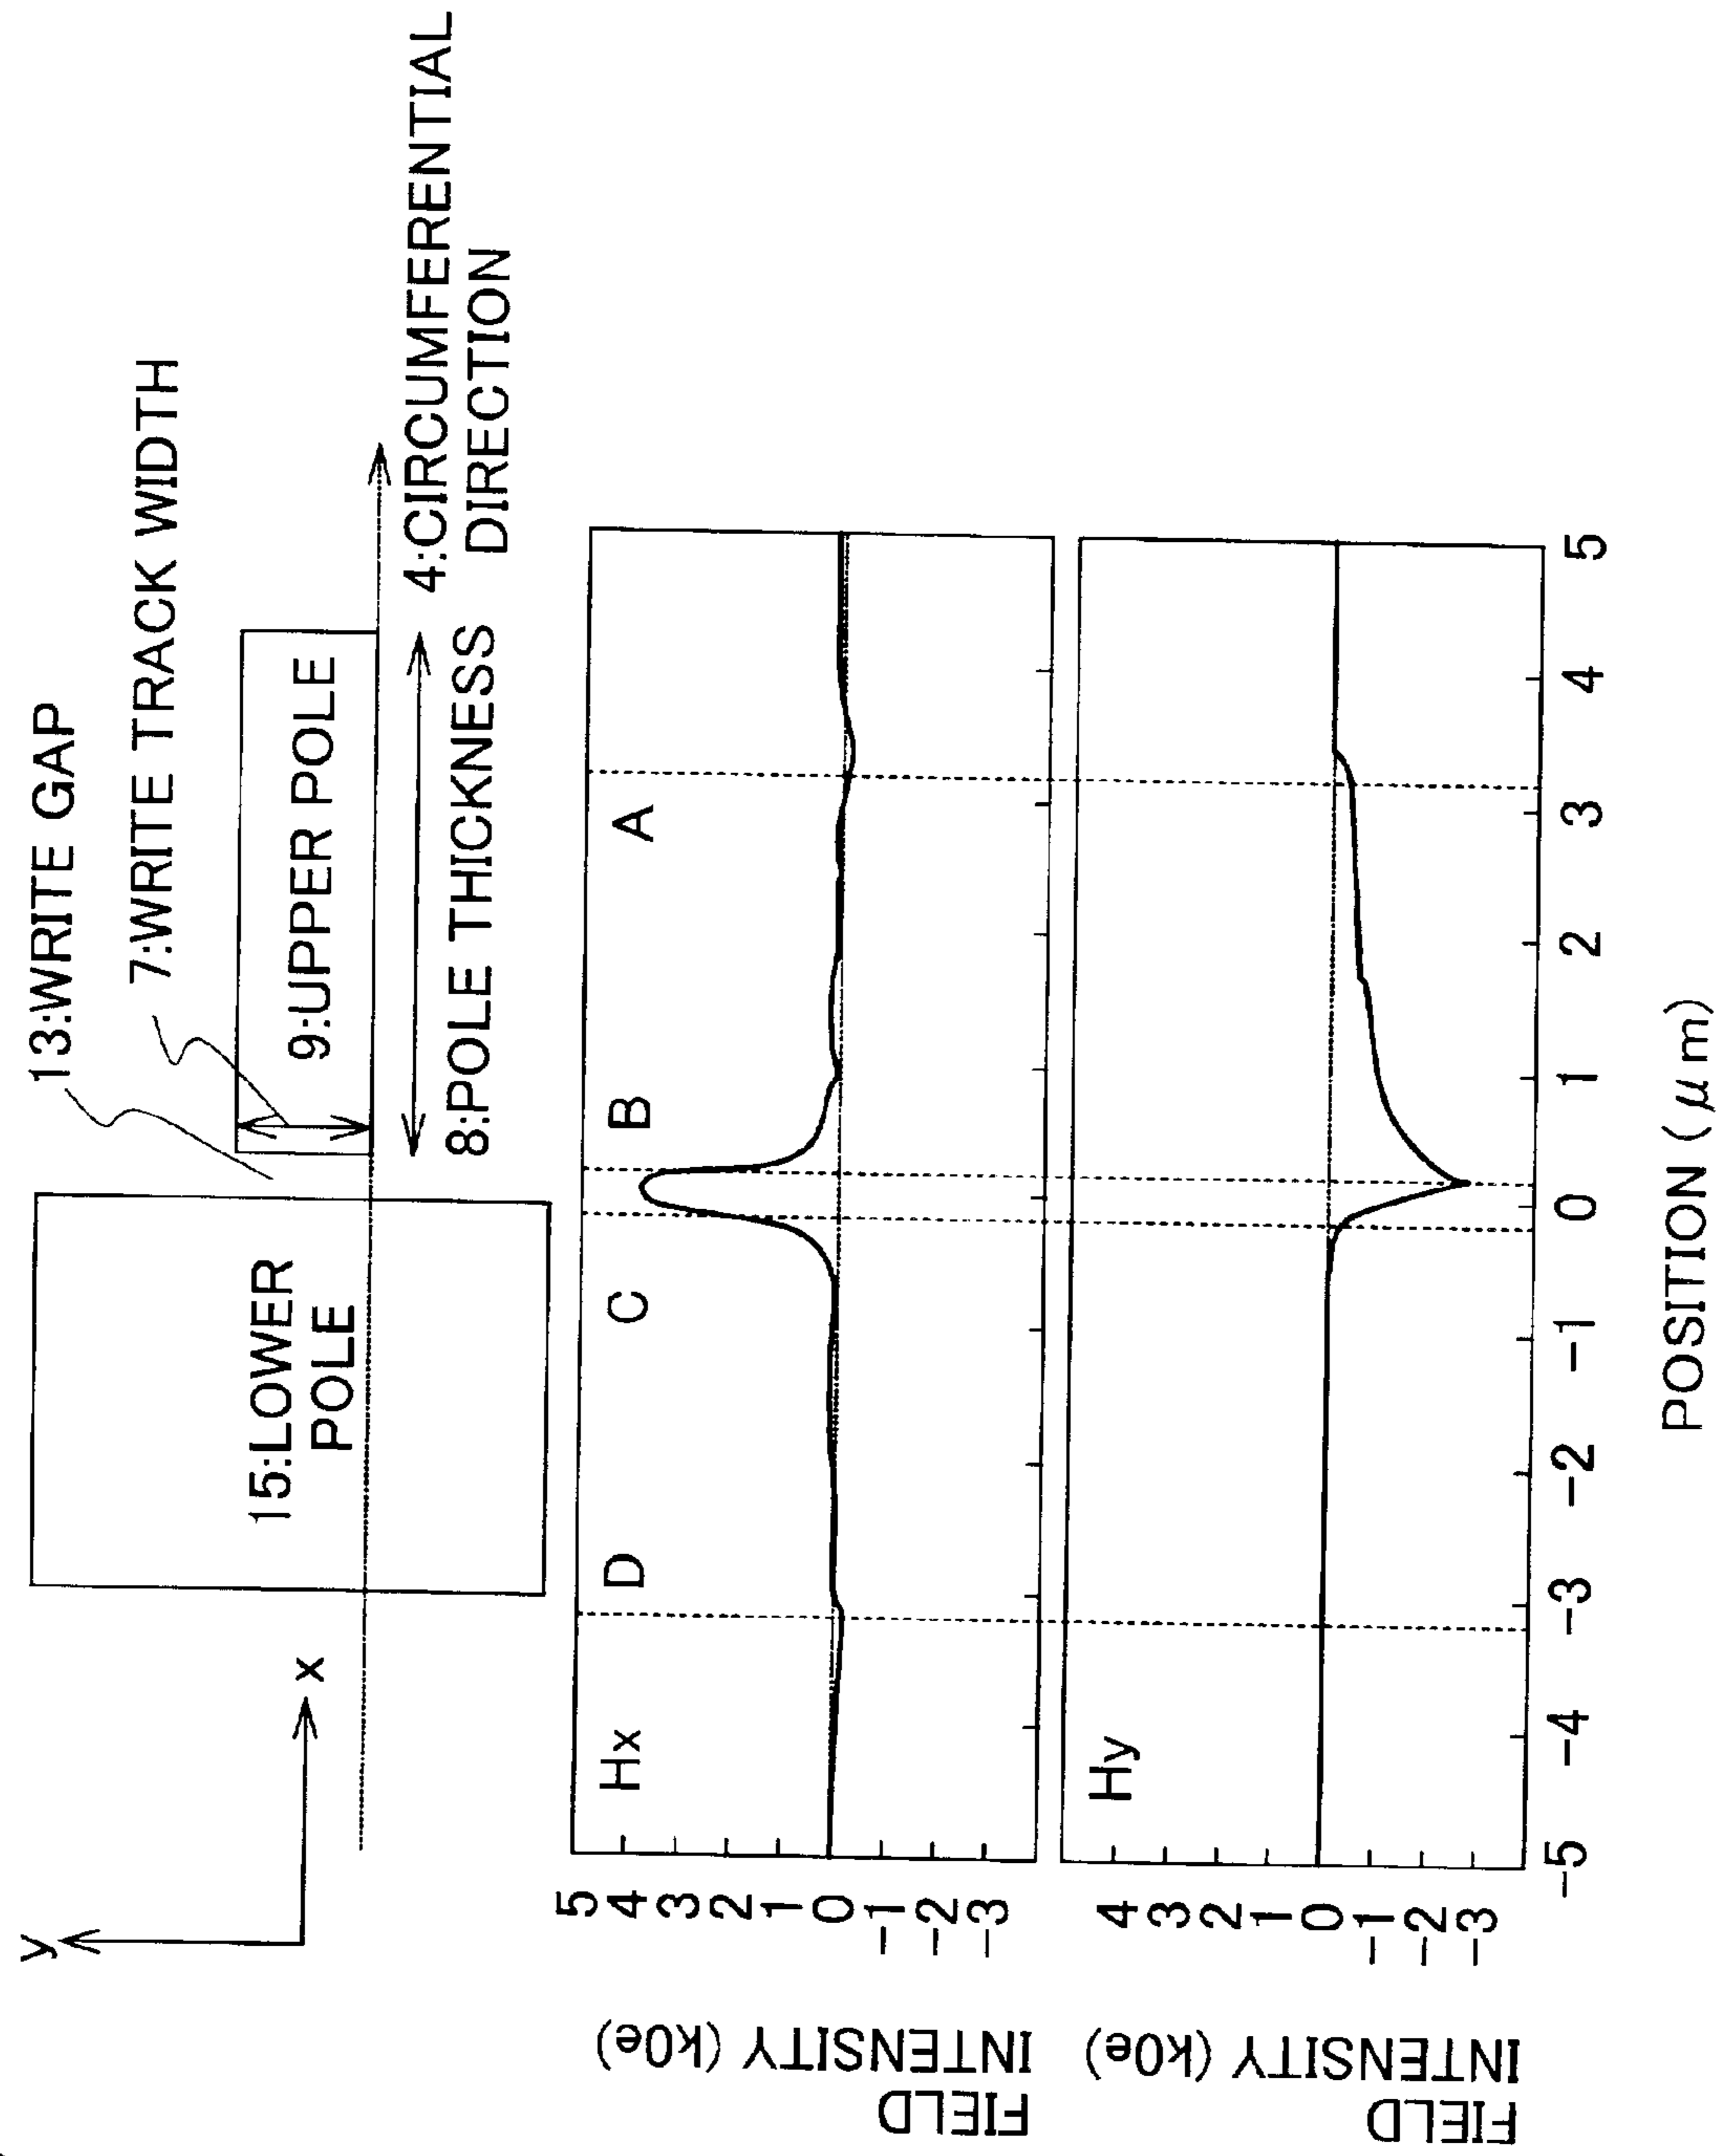 13:WRITE GAP
7:WRITE TRACK WIDTH
y
x
15:LOWER
POLE
9:UPPER POLE
4:CIRCUMFERENTIAL
DIRECTION
8:POLE THICKNESS
FIELD
INTENSITY (kOe)
5
4
3
2
1
0
-1
-2
-3
Hx
D
C
B
A
FIELD
INTENSITY (kOe)
4
3
2
1
0
-1
-2
-3
Hy
-5 -4 -3 -2 -1 0 1 2 3 4 5
POSITION (μm)